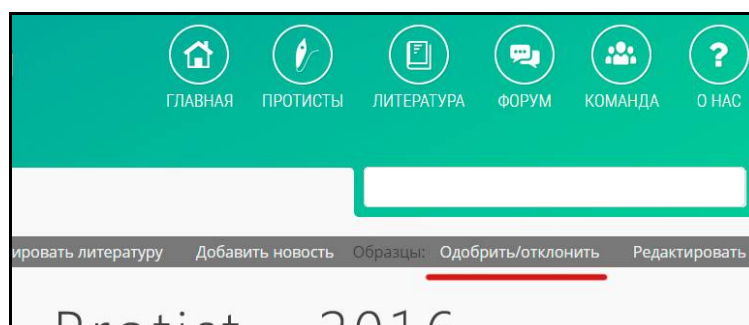 ГЛАВНАЯ ПРОТИСТЫ ЛИТЕРАТУРА ФОРУМ КОМАНДА О НАС
ировать литературу Добавить новость Образцы: Одобрить/отклонить Редактировать
Protist 2016